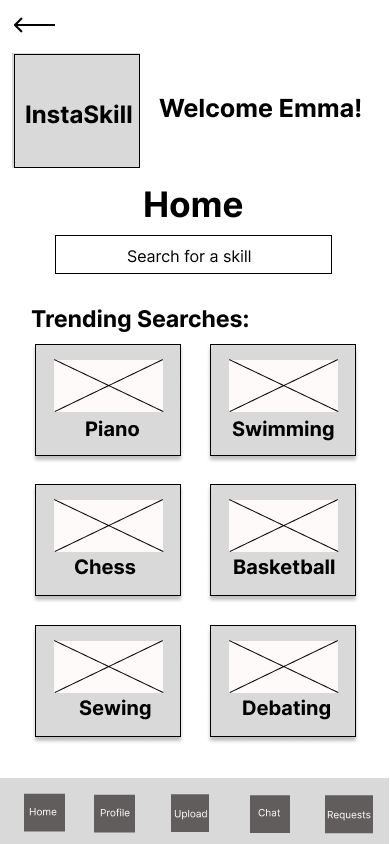 InstaSkill
Welcome Emma!
Home
Search for a skill
Trending Searches:
Piano
Swimming
Chess
Basketball
Sewing
Debating
Home
Profile
Upload
Chat
Requests